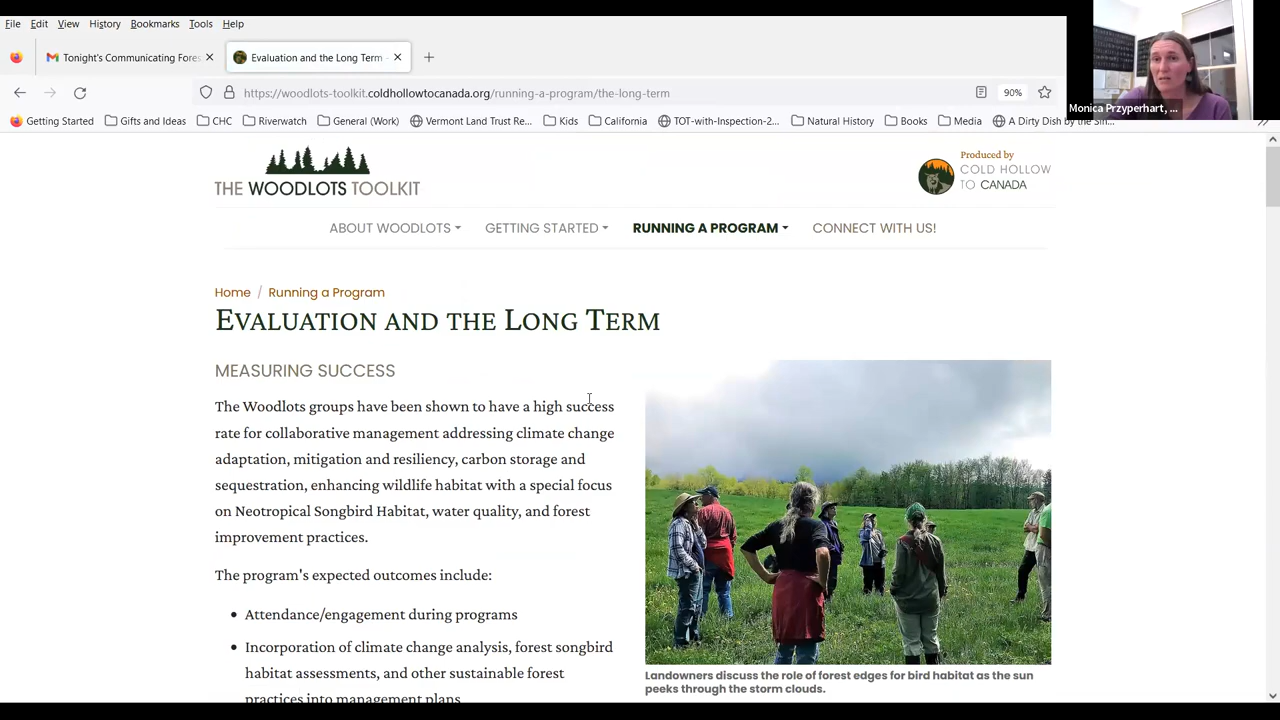 File Edit View History Bookmarks Tools Help
Tonight's Communicating Fores
Evaluation and the Long Term -
https://woodlots-toolkit.coldhollowtocanada.org/running-a-program/the-long-term
90%
Monica Przyperhart, ...
Getting Started Gifts and Ideas CHC Riverwatch General (Work Vermont Land Trust Re... Kids California TOT-with-Inspection-2... Natural History Books Media A Dirty Dish by the Sin...
THE WOODLOTS TOOLKIT
Produced by
COLD HOLLOW
TO CANADA
ABOUT WOODLOTS GETTING STARTED RUNNING A PROGRAM CONNECT WITH US!
Home / Running a Program
EVALUATION AND THE LONG TERM
MEASURING SUCCESS
The Woodlots groups have been shown to have a high success
rate for collaborative management addressing climate change
adaptation, mitigation and resiliency, carbon storage and
sequestration, enhancing wildlife habitat with a special focus
on Neotropical Songbird Habitat, water quality, and forest
improvement practices.
The program's expected outcomes include:
• Attendance/engagement during programs
• Incorporation of climate change analysis, forest songbird
habitat assessments, and other sustainable forest
practices into management plans
Landowners discuss the role of forest edges for bird habitat as the sun
peeks through the storm clouds.